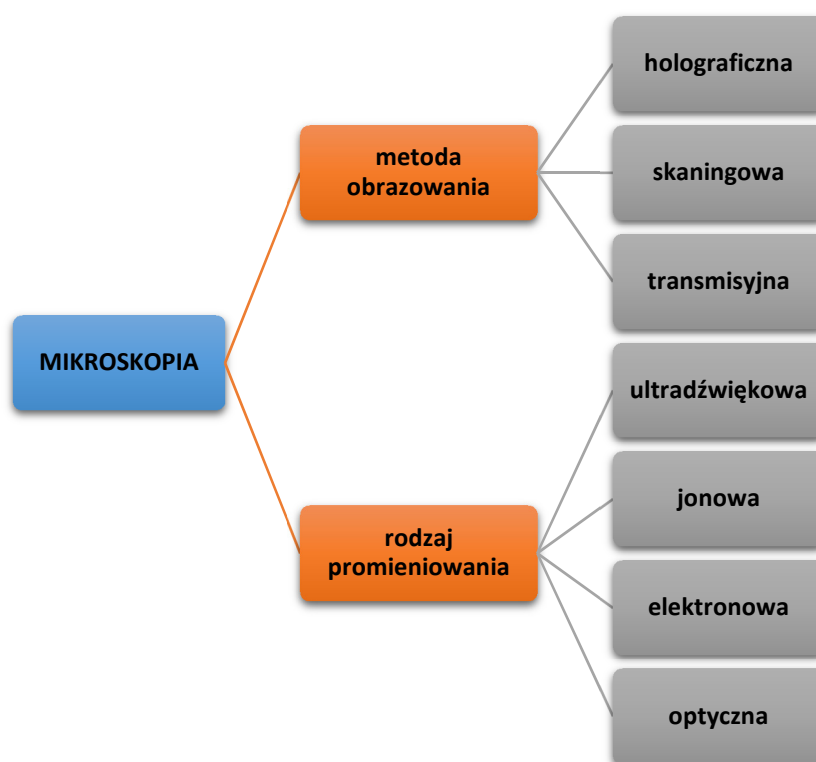 MIKROSKOPIA
metoda
obrazowania
holograficzna
skaningowa
transmisyjna
rodzaj
promieniowania
ultradźwiękowa
jonowa
elektronowa
optyczna